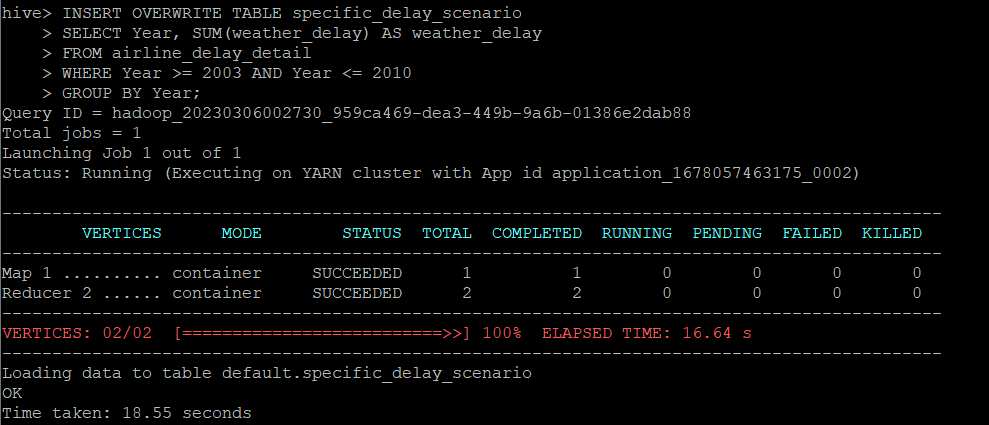 hive> INSERT OVERWRITE TABLE specific_delay_scenario
    > SELECT Year, SUM(weather_delay) AS weather_delay
    > FROM airline_delay_detail
    > WHERE Year >= 2003 AND Year <= 2010
    > GROUP BY Year;
Query ID = hadoop_20230306002730_959ca469-dea3-449b-9a6b-01386e2dab88
Total jobs = 1
Launching Job 1 out of 1
Status: Running (Executing on YARN cluster with App id application_1678057463175_0002)

----------------------------------------------------------------------------------------------
        VERTICES      MODE        STATUS  TOTAL  COMPLETED  RUNNING  PENDING  FAILED  KILLED
----------------------------------------------------------------------------------------------
Map 1 .......... container     SUCCEEDED      1          1        0        0       0       0
Reducer 2 ...... container     SUCCEEDED      2          2        0        0       0       0
----------------------------------------------------------------------------------------------
VERTICES: 02/02  [==========================>>] 100%  ELAPSED TIME: 16.64 s
----------------------------------------------------------------------------------------------
Loading data to table default.specific_delay_scenario
OK
Time taken: 18.55 seconds